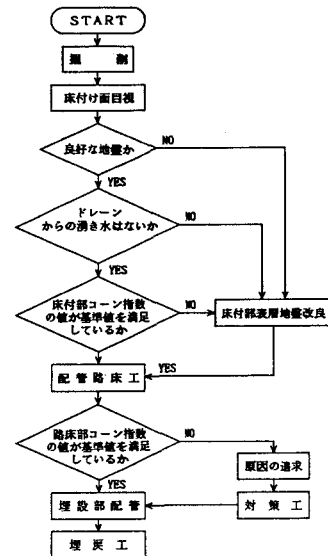 START
掘 削
床付け面目視
良好な地盤か
NO
YES
ドレーン
からの湧き水はないか
NO
YES
床付部コーン指数
の値が基準値を満足
しているか
NO
床付部表層地盤改良
YES
配管路床工
路床部コーン指数
の値が基準値を満足
しているか
NO
原因の追求
YES
埋設部配管
対策工
埋戻工